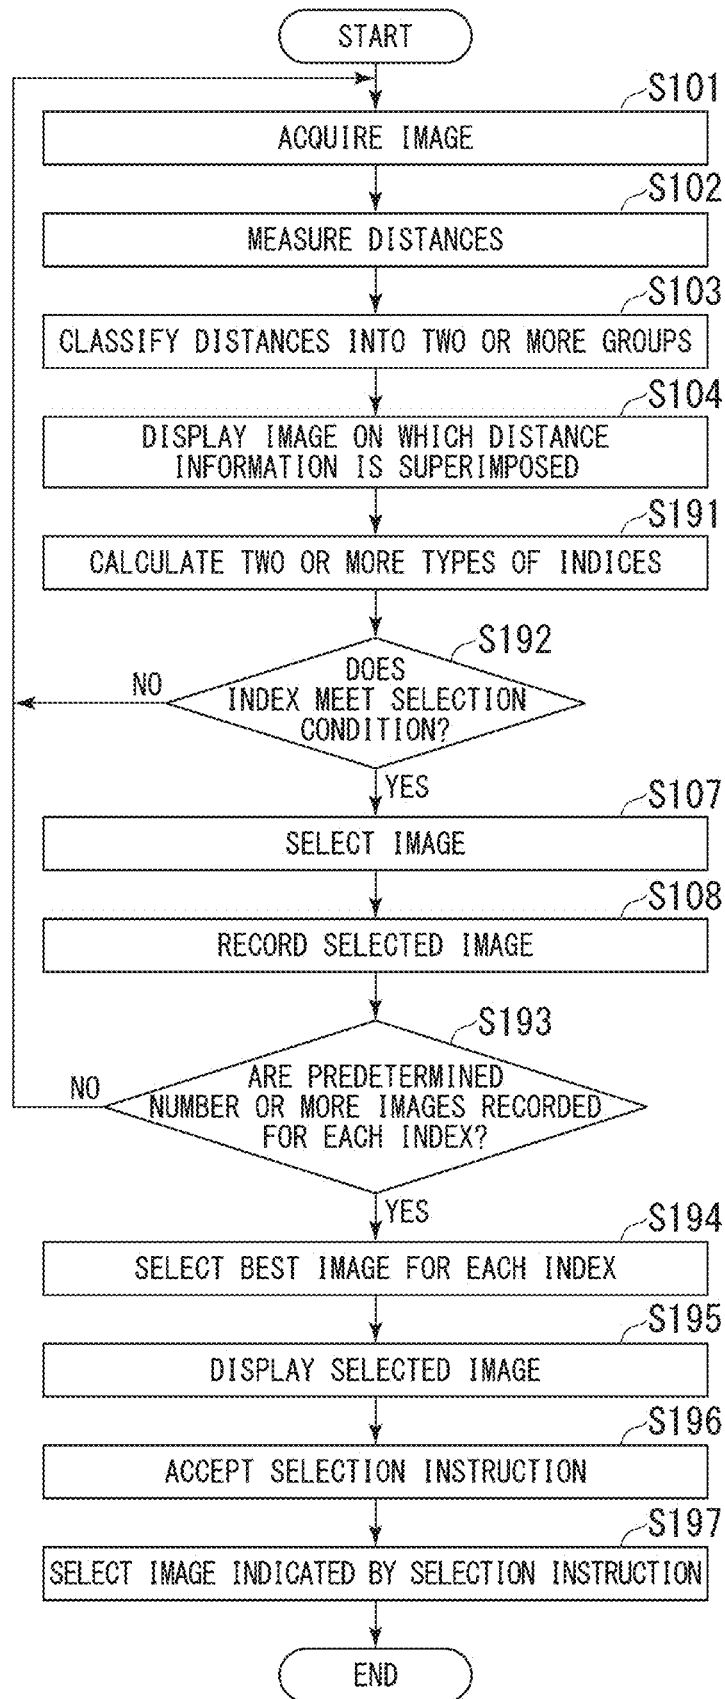 START
S101
ACQUIRE IMAGE
S102
MEASURE DISTANCES
S103
CLASSIFY DISTANCES INTO TWO OR MORE GROUPS
S104
DISPLAY IMAGE ON WHICH DISTANCE
INFORMATION IS SUPERIMPOSED
S191
CALCULATE TWO OR MORE TYPES OF INDICES
S192
DOES
NO
INDEX MEET SELECTION
CONDITION?
YES
S107
SELECT IMAGE
S108
RECORD SELECTED IMAGE
S193
ARE PREDETERMINED
NO
NUMBER OR MORE IMAGES RECORDED
FOR EACH INDEX?
YES
S194
SELECT BEST IMAGE FOR EACH INDEX
S195
DISPLAY SELECTED IMAGE
S196
ACCEPT SELECTION INSTRUCTION
S197
SELECT IMAGE INDICATED BY SELECTION INSTRUCTION
END